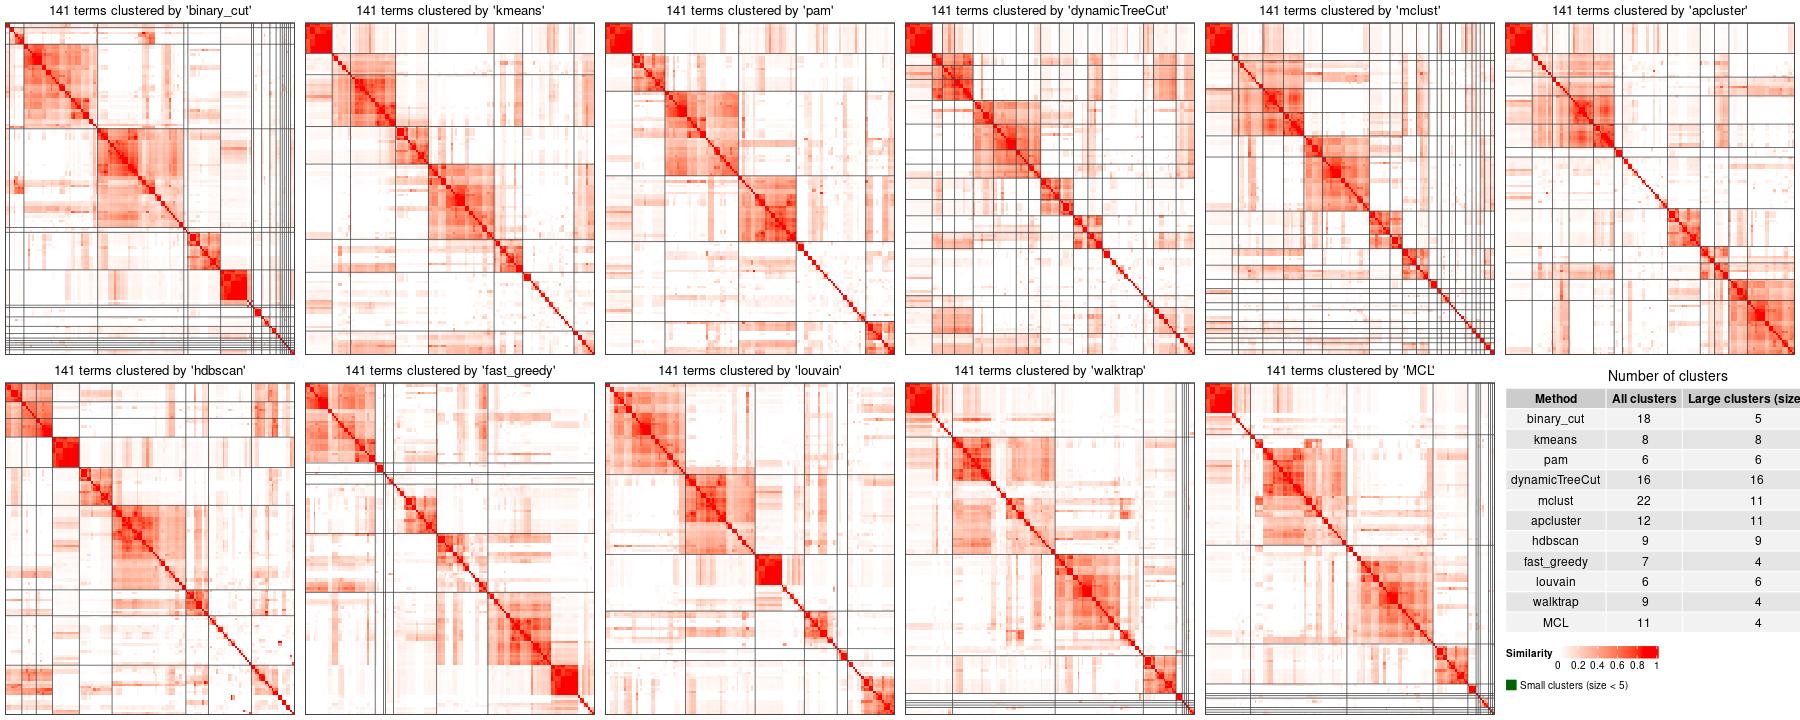 141 terms clustered by 'binary_cut'
141 terms clustered by 'kmeans'
141 terms clustered by 'pam'
141 terms clustered by 'dynamicTreeCut'
141 terms clustered by 'mclust'
141 terms clustered by 'apcluster'
141 terms clustered by 'hdbscan'
141 terms clustered by 'fast_greedy'
141 terms clustered by 'louvain'
141 terms clustered by 'walktrap'
141 terms clustered by 'MCL'
Number of clusters
Method All clusters Large clusters (size
binary_cut 18 5
kmeans 8 8
pam 6 6
dynamicTreeCut 16 16
mclust 22 11
apcluster 12 11
hdbscan 9 9
fast_greedy 7 4
louvain 6 6
walktrap 9 4
MCL 11 4
Similarity
0 0.2 0.4 0.6 0.8 1
Small clusters (size < 5)